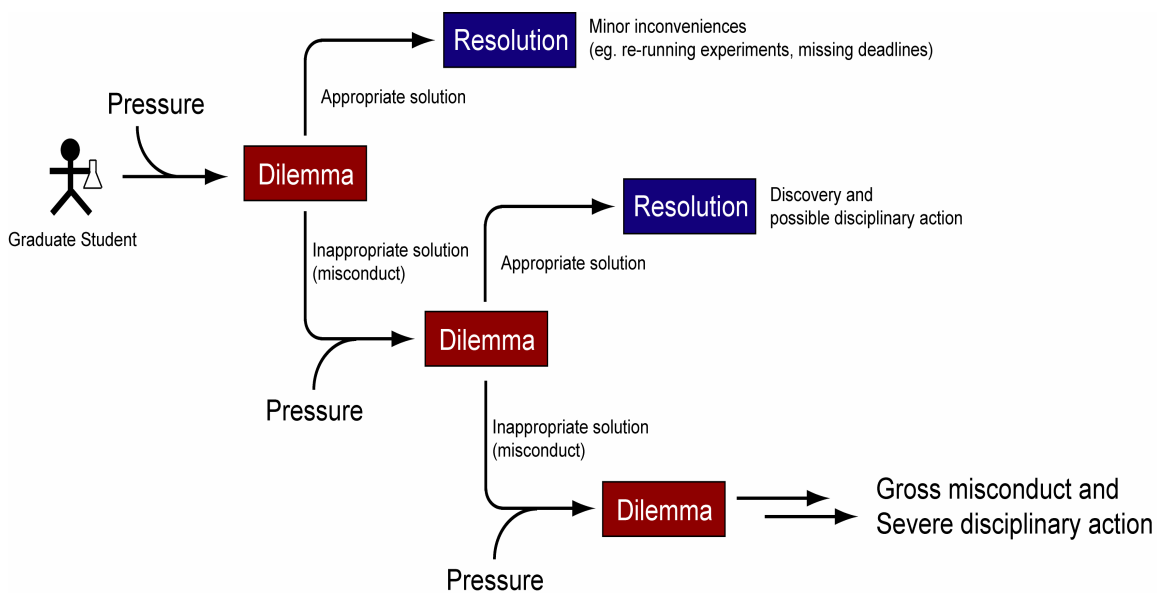 Resolution
Minor inconveniences
(eg. re-running experiments, missing deadlines)
Appropriate solution
Pressure
Dilemma
Graduate Student
Resolution
Discovery and
possible disciplinary action
Inappropriate solution
(misconduct)
Appropriate solution
Dilemma
Pressure
Inappropriate solution
(misconduct)
Dilemma
Gross misconduct and
Severe disciplinary action
Pressure